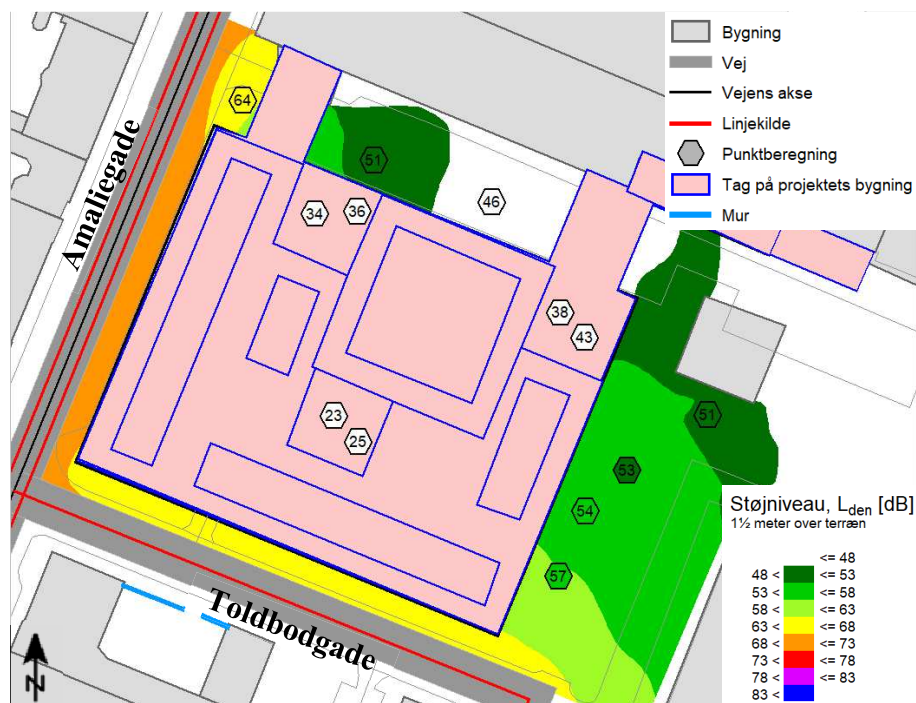 Bygning
Vej
Vejens akse
Linjekilde
Punktberegning
Tag på projektets bygning
Mur
Amaliegade
64
51
34
36
46
38
43
23
25
51
53
54
57
Toldbodgade
N
Støjniveau, Lden [dB]
1½ meter over terræn
<= 48
48 < <= 53
53 < <= 58
58 < <= 63
63 < <= 68
68 < <= 73
73 < <= 78
78 < <= 83
83 <